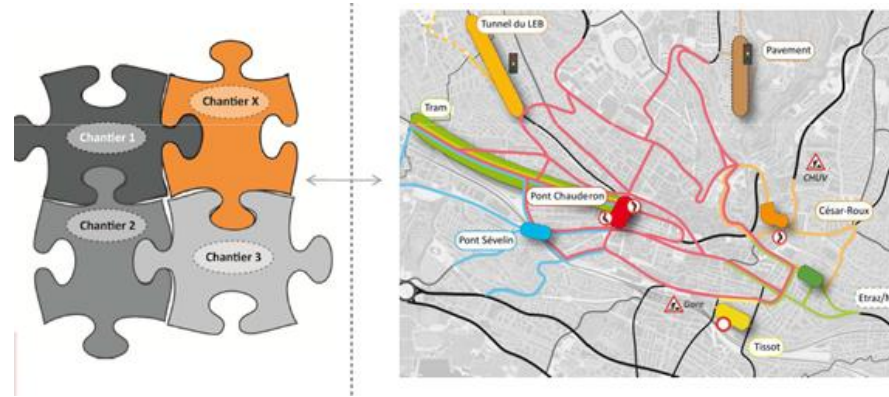 Chantier 1
Chantier X
Chantier 2
Chantier 3
Tunnel du LEB
Pavement
Tram
CHUV
Pont Chauderon
César-Roux
Pont Sévelin
Etraz/M
Gare
Tissot